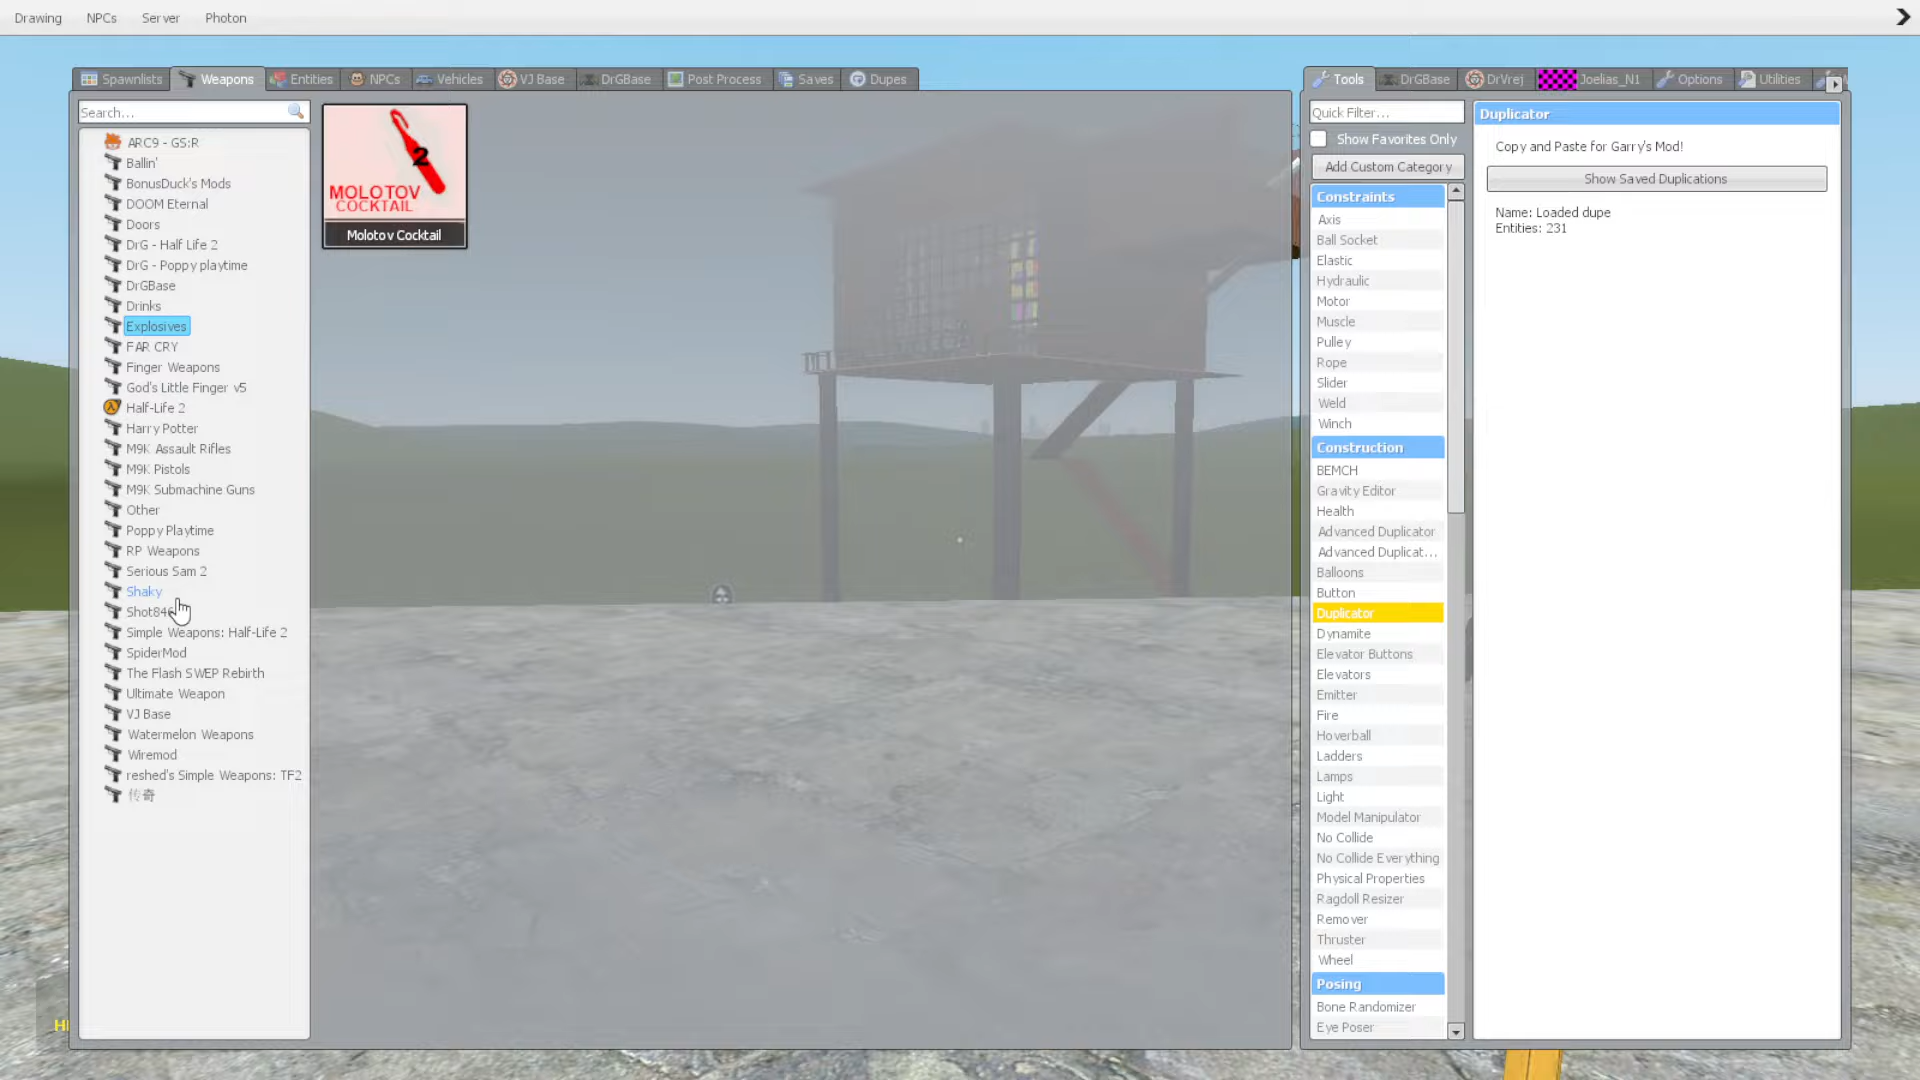 Drawing NPCs Server Photon
Spawnlists Weapons Entities NPCs Vehicles VJ Base DrGBase Post Process Saves Dupes
Search...
ARC9 - GS:R
Ballin'
BonusDuck's Mods
DOOM Eternal
Doors
DrG - Half Life 2
DrG - Poppy playtime
DrGBase
Drinks
Explosives
FAR CRY
Finger Weapons
God's Little Finger v5
Half-Life 2
Harry Potter
M9K Assault Rifles
M9K Pistols
M9K Submachine Guns
Other
Poppy Playtime
RP Weapons
Serious Sam 2
Shaky
Simple Weapons: Half-Life 2
SpiderMod
The Flash SWEP Rebirth
Ultimate Weapon
VJ Base
Watermelon Weapons
Wiremod
reshed's Simple Weapons: TF2
传奇
2
MOLOTOV
COCKTAIL
Molotov Cocktail
Tools DrGBase DrVrej Joelias_N1 Options Utilities
Quick Filter...
Show Favorites Only
Add Custom Category
Constraints
Axis
Ball Socket
Elastic
Hydraulic
Motor
Muscle
Pulley
Rope
Slider
Weld
Winch
Construction
BEMCH
Gravity Editor
Health
Advanced Duplicator
Advanced Duplicat...
Balloons
Button
Duplicator
Dynamite
Elevator Buttons
Elevators
Emitter
Fire
Hoverball
Ladders
Lamps
Light
Model Manipulator
No Collide
No Collide Everything
Physical Properties
Ragdoll Resizer
Remover
Thruster
Wheel
Posing
Bone Randomizer
Eye Poser
Duplicator
Copy and Paste for Garry's Mod!
Show Saved Duplications
Name: Loaded dupe
Entities: 231